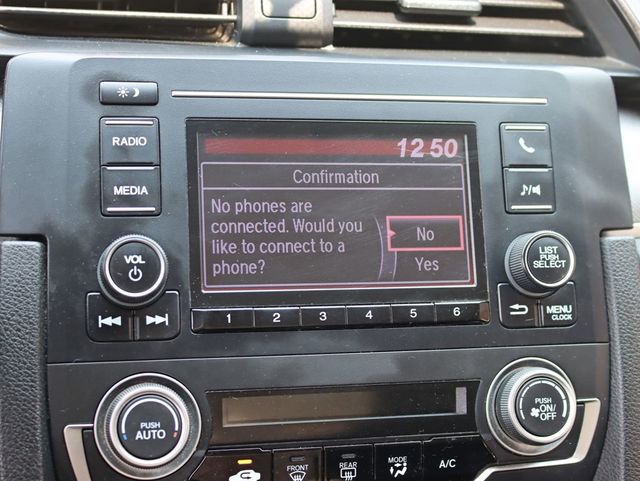 RADIO
MEDIA
VOL
12 50
Confirmation
No phones are
connected. Would you
like to connect to a
phone?
No
Yes
LIST
PUSH
SELECT
MENU
CLOCK
1 2 3 4 5 6
PUSH
AUTO
PUSH
ON/
OFF
FRONT
REAR
MODE
A/C